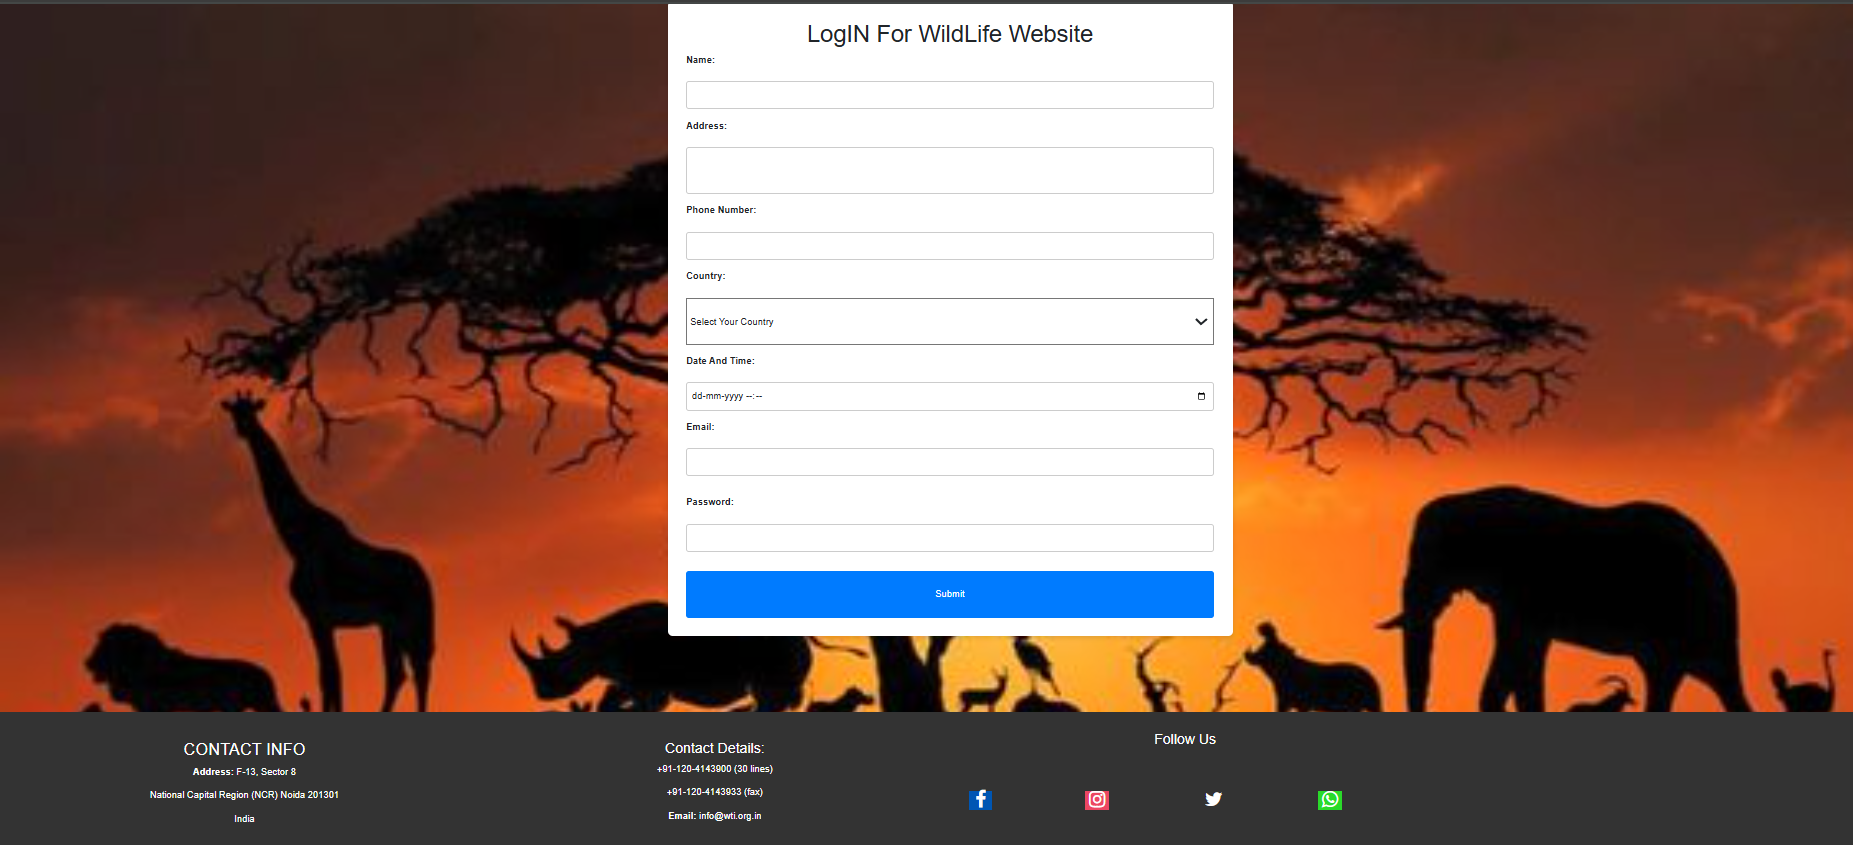 LogIN For WildLife Website
Name:
Address:
Phone Number:
Country:
Select Your Country
Date And Time:
dd-mm-yyyy --:--
Email:
Password:
Submit
CONTACT INFO
Address: F-13, Sector 8
National Capital Region (NCR) Noida 201301
India
Contact Details:
+91-120-4143900 (30 lines)
+91-120-4143933 (fax)
Email: info@wti.org.in
Follow Us